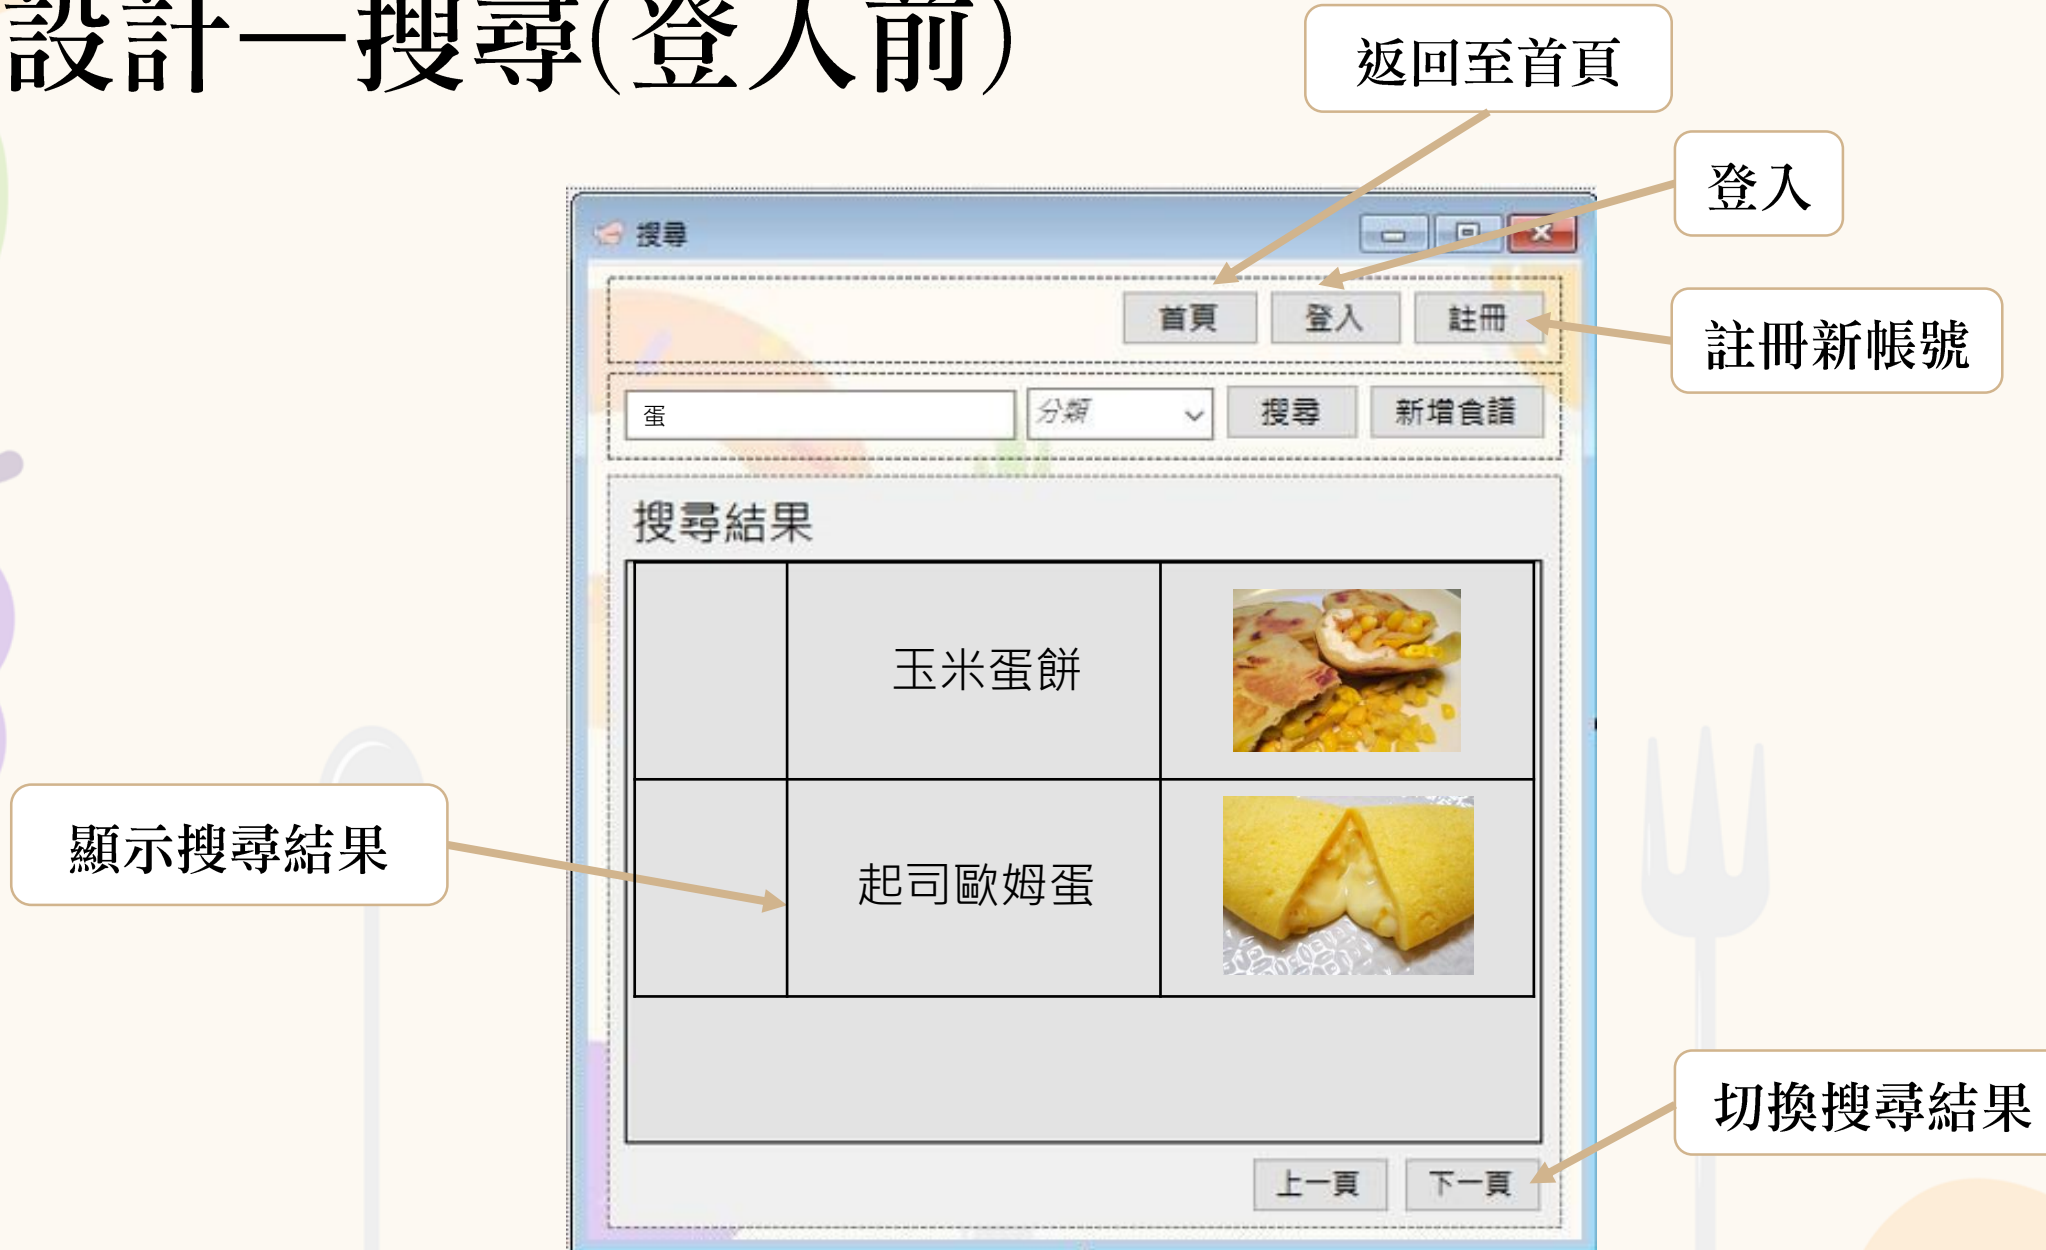 設計—搜尋(登入前)
返回至首頁
登入
註冊新帳號
搜尋
首頁 登入 註冊
蛋 分類 搜尋 新增食譜
搜尋結果
玉米蛋餅
起司歐姆蛋
顯示搜尋結果
切換搜尋結果
上一頁 下一頁